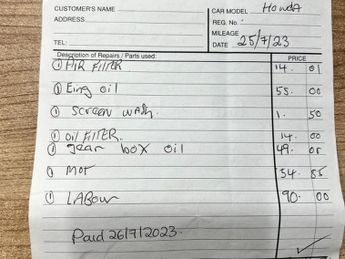 CUSTOMER'S NAME
CAR MODEL Honda
ADDRESS
REG. No.
MILEAGE
TEL:
DATE 25/7/23
Description of Repairs / Parts used: PRICE
① AIR FILTER 14. 01
① Eing oil 55. 00
① Screen wash. 1. 50
① Oil FILTER. 14. 00
① gear box oil 49.
① MOT 54. 85
① LABour 90. 00
Paid 26/7/2023.